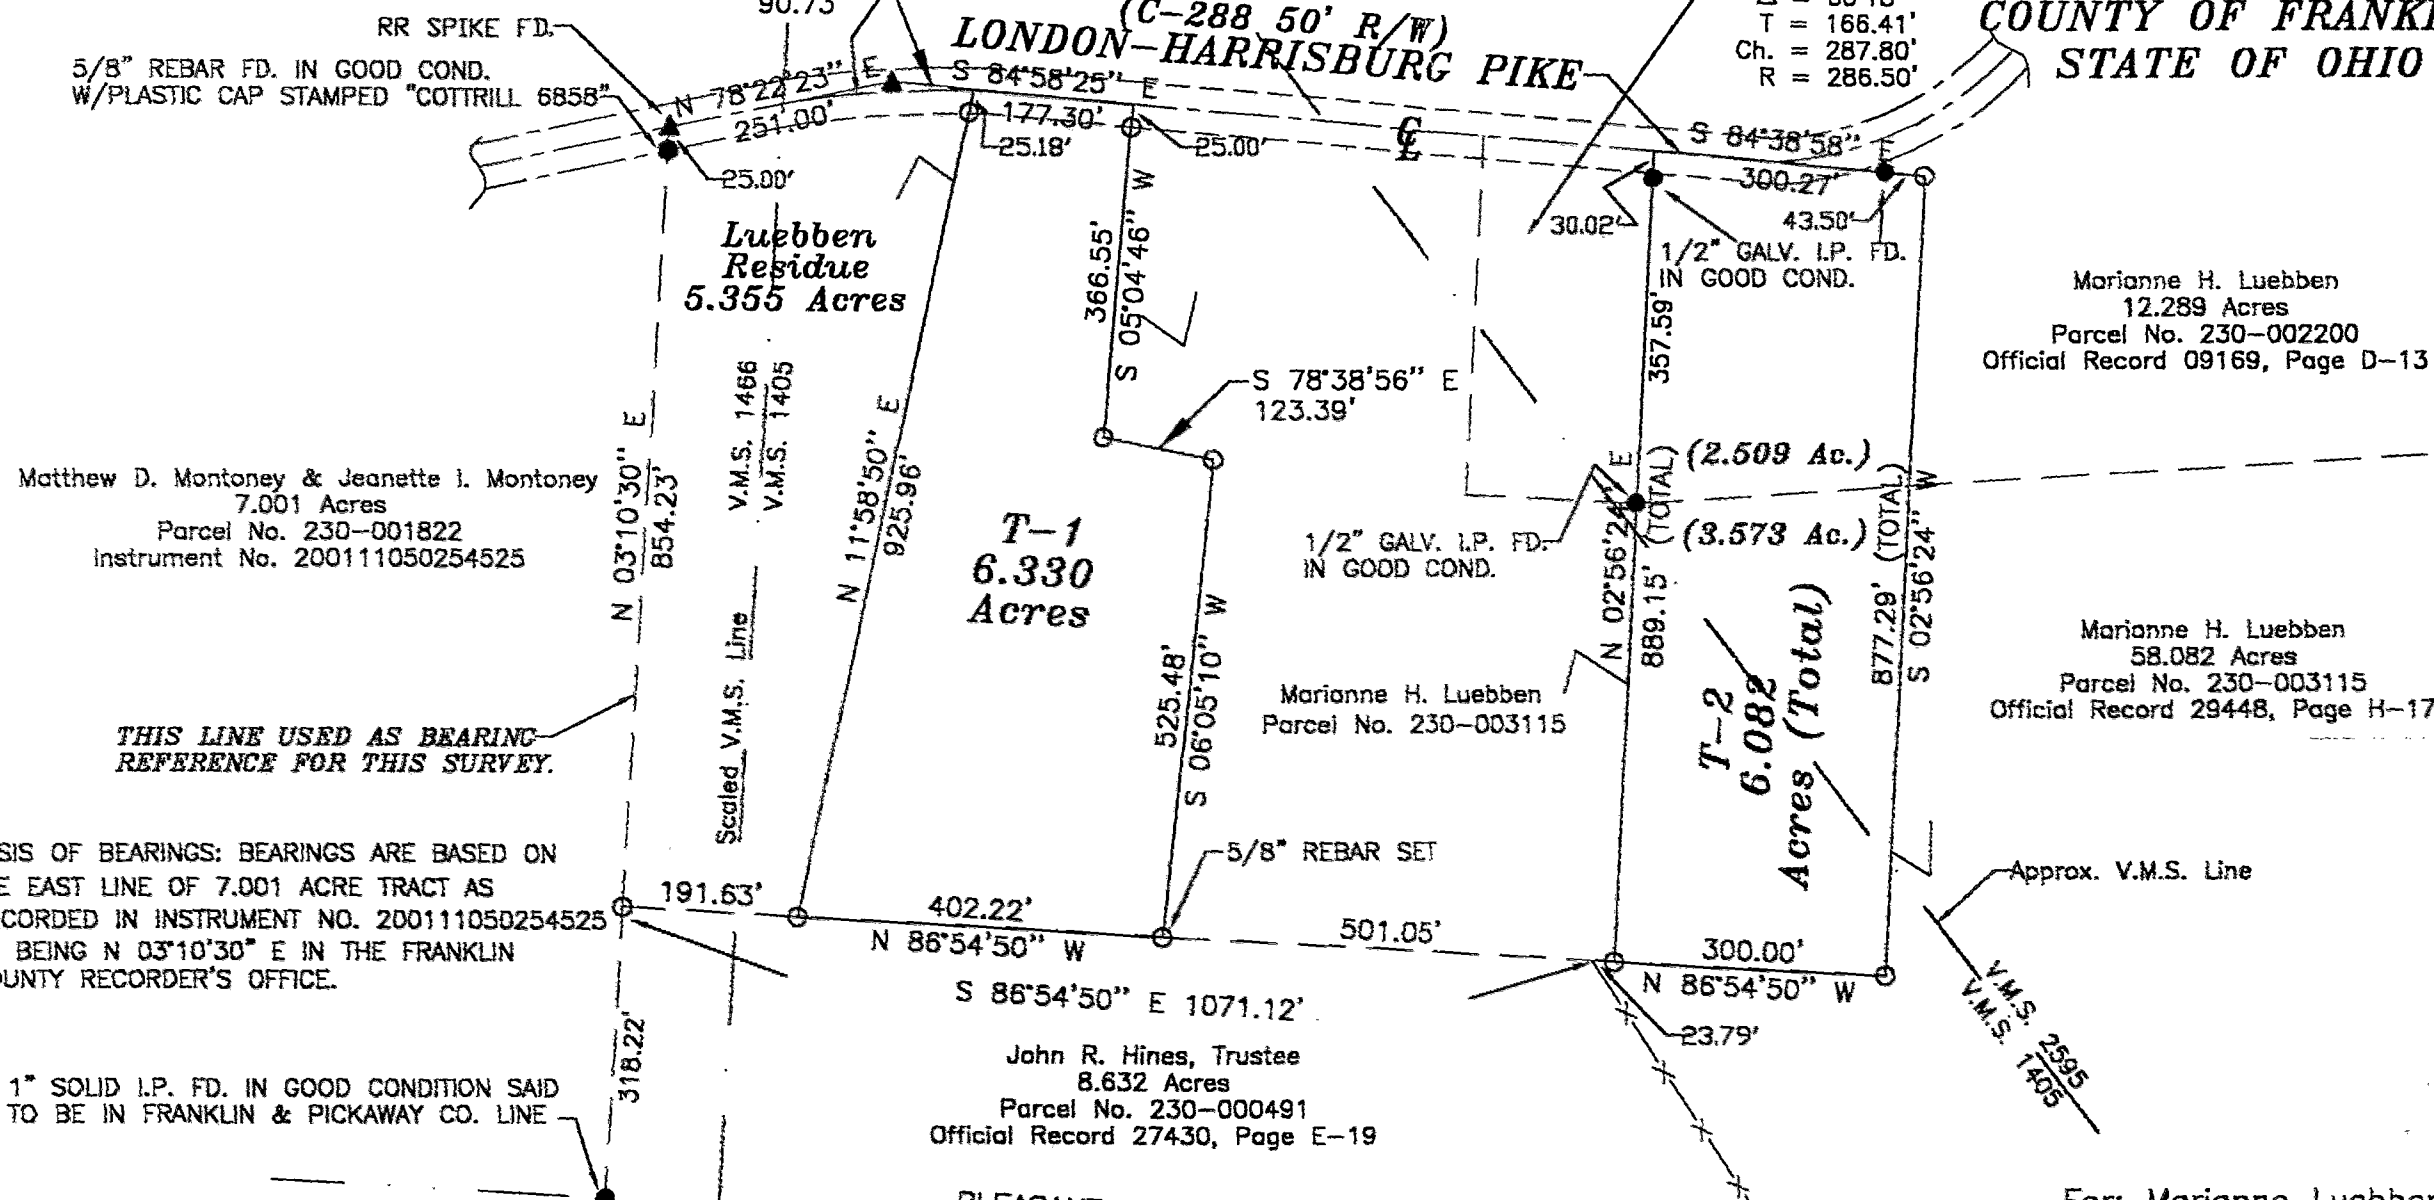 90.73'
RR SPIKE FD.
5/8" REBAR FD. IN GOOD COND.
W/PLASTIC CAP STAMPED "COTTRILL 6858"
(C-288 50' R/W)
LONDON-HARRISBURG PIKE
T = 166.41'
Ch. = 287.80'
R = 286.50'
COUNTY OF FRANKL
STATE OF OHIO
N 78°22'23" E
251.00'
S 84°58'25" E
177.30'
25.18'
25.00'
25.00'
S 84°38'58" E
300.27'
30.02'
43.50'
1/2" GALV. I.P. FD.
IN GOOD COND.
Luebben
Residue
5.355 Acres
366.55'
S 05°04'46" W
357.59'
Marianne H. Luebben
12.289 Acres
Parcel No. 230-002200
Official Record 09169, Page D-13
V.M.S. 1466
V.M.S. 1405
S 78°38'56" E
123.39'
Matthew D. Montoney & Jeanette I. Montoney
7.001 Acres
Parcel No. 230-001822
Instrument No. 200111050254525
N 03°10'30" E
854.23'
N 11°58'50" E
925.96'
T-1
6.330
Acres
(2.509 Ac.)
(3.573 Ac.)
1/2" GALV. I.P. FD.
IN GOOD COND.
N 02°56'24" E
889.15' (TOTAL)
877.29' (TOTAL)
S 02°56'24" W
525.48'
S 06°05'10" W
Marianne H. Luebben
Parcel No. 230-003115
T-2
6.082
Acres (Total)
Marianne H. Luebben
58.082 Acres
Parcel No. 230-003115
Official Record 29448, Page H-17
THIS LINE USED AS BEARING
REFERENCE FOR THIS SURVEY.
Scaled V.M.S. Line
SIS OF BEARINGS: BEARINGS ARE BASED ON
E EAST LINE OF 7.001 ACRE TRACT AS
CORDED IN INSTRUMENT NO. 200111050254525
BEING N 03°10'30" E IN THE FRANKLIN
OUNTY RECORDER'S OFFICE.
5/8" REBAR SET
Approx. V.M.S. Line
191.63'
402.22'
N 86°54'50" W
501.05'
300.00'
N 86°54'50" W
S 86°54'50" E 1071.12'
23.79'
V.M.S. 2595
V.M.S. 1405
318.22'
John R. Hines, Trustee
8.632 Acres
Parcel No. 230-000491
Official Record 27430, Page E-19
1" SOLID I.P. FD. IN GOOD CONDITION SAID
TO BE IN FRANKLIN & PICKAWAY CO. LINE
For: Marianne Luebben